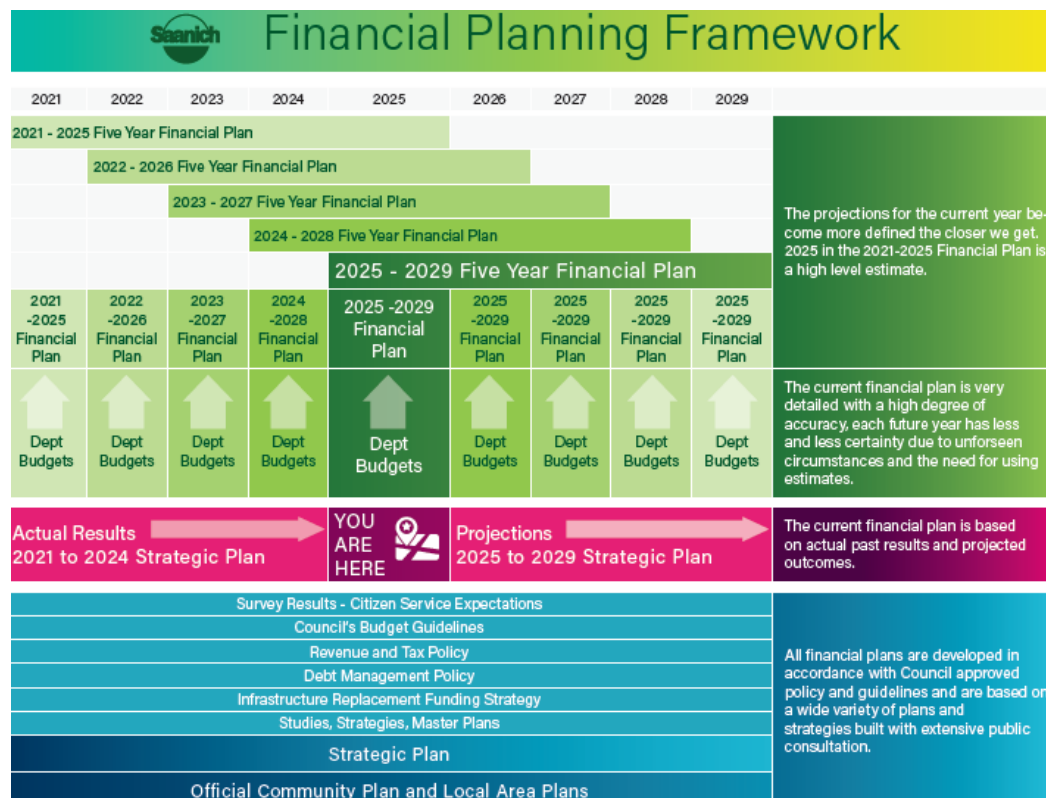 Saanich
Financial Planning Framework
2021 2022 2023 2024 2025 2026 2027 2028 2029
2021 - 2025 Five Year Financial Plan
2022 - 2026 Five Year Financial Plan
2023 - 2027 Five Year Financial Plan
2024 - 2028 Five Year Financial Plan
2025 - 2029 Five Year Financial Plan
The projections for the current year be-
come more defined the closer we get.
2025 in the 2021-2025 Financial Plan is
a high level estimate.
2021
-2025
Financial
Plan
2022
-2026
Financial
Plan
2023
-2027
Financial
Plan
2024
-2028
Financial
Plan
2025 -2029
Financial
Plan
2025
-2029
Financial
Plan
2025
-2029
Financial
Plan
2025
-2029
Financial
Plan
2025
-2029
Financial
Plan
Dept
Budgets
Dept
Budgets
Dept
Budgets
Dept
Budgets
Dept
Budgets
Dept
Budgets
Dept
Budgets
Dept
Budgets
Dept
Budgets
The current financial plan is very
detailed with a high degree of
accuracy, each future year has less
and less certainty due to unforseen
circumstances and the need for using
estimates.
Actual Results
2021 to 2024 Strategic Plan
YOU
ARE
HERE
Projections
2025 to 2029 Strategic Plan
The current financial plan is based
on actual past results and projected
outcomes.
Survey Results - Citizen Service Expectations
Council's Budget Guidelines
Revenue and Tax Policy
Debt Management Policy
Infrastructure Replacement Funding Strategy
Studies, Strategies, Master Plans
Strategic Plan
Official Community Plan and Local Area Plans
All financial plans are developed in
accordance with Council approved
policy and guidelines and are based on
a wide variety of plans and
strategies built with extensive public
consultation.